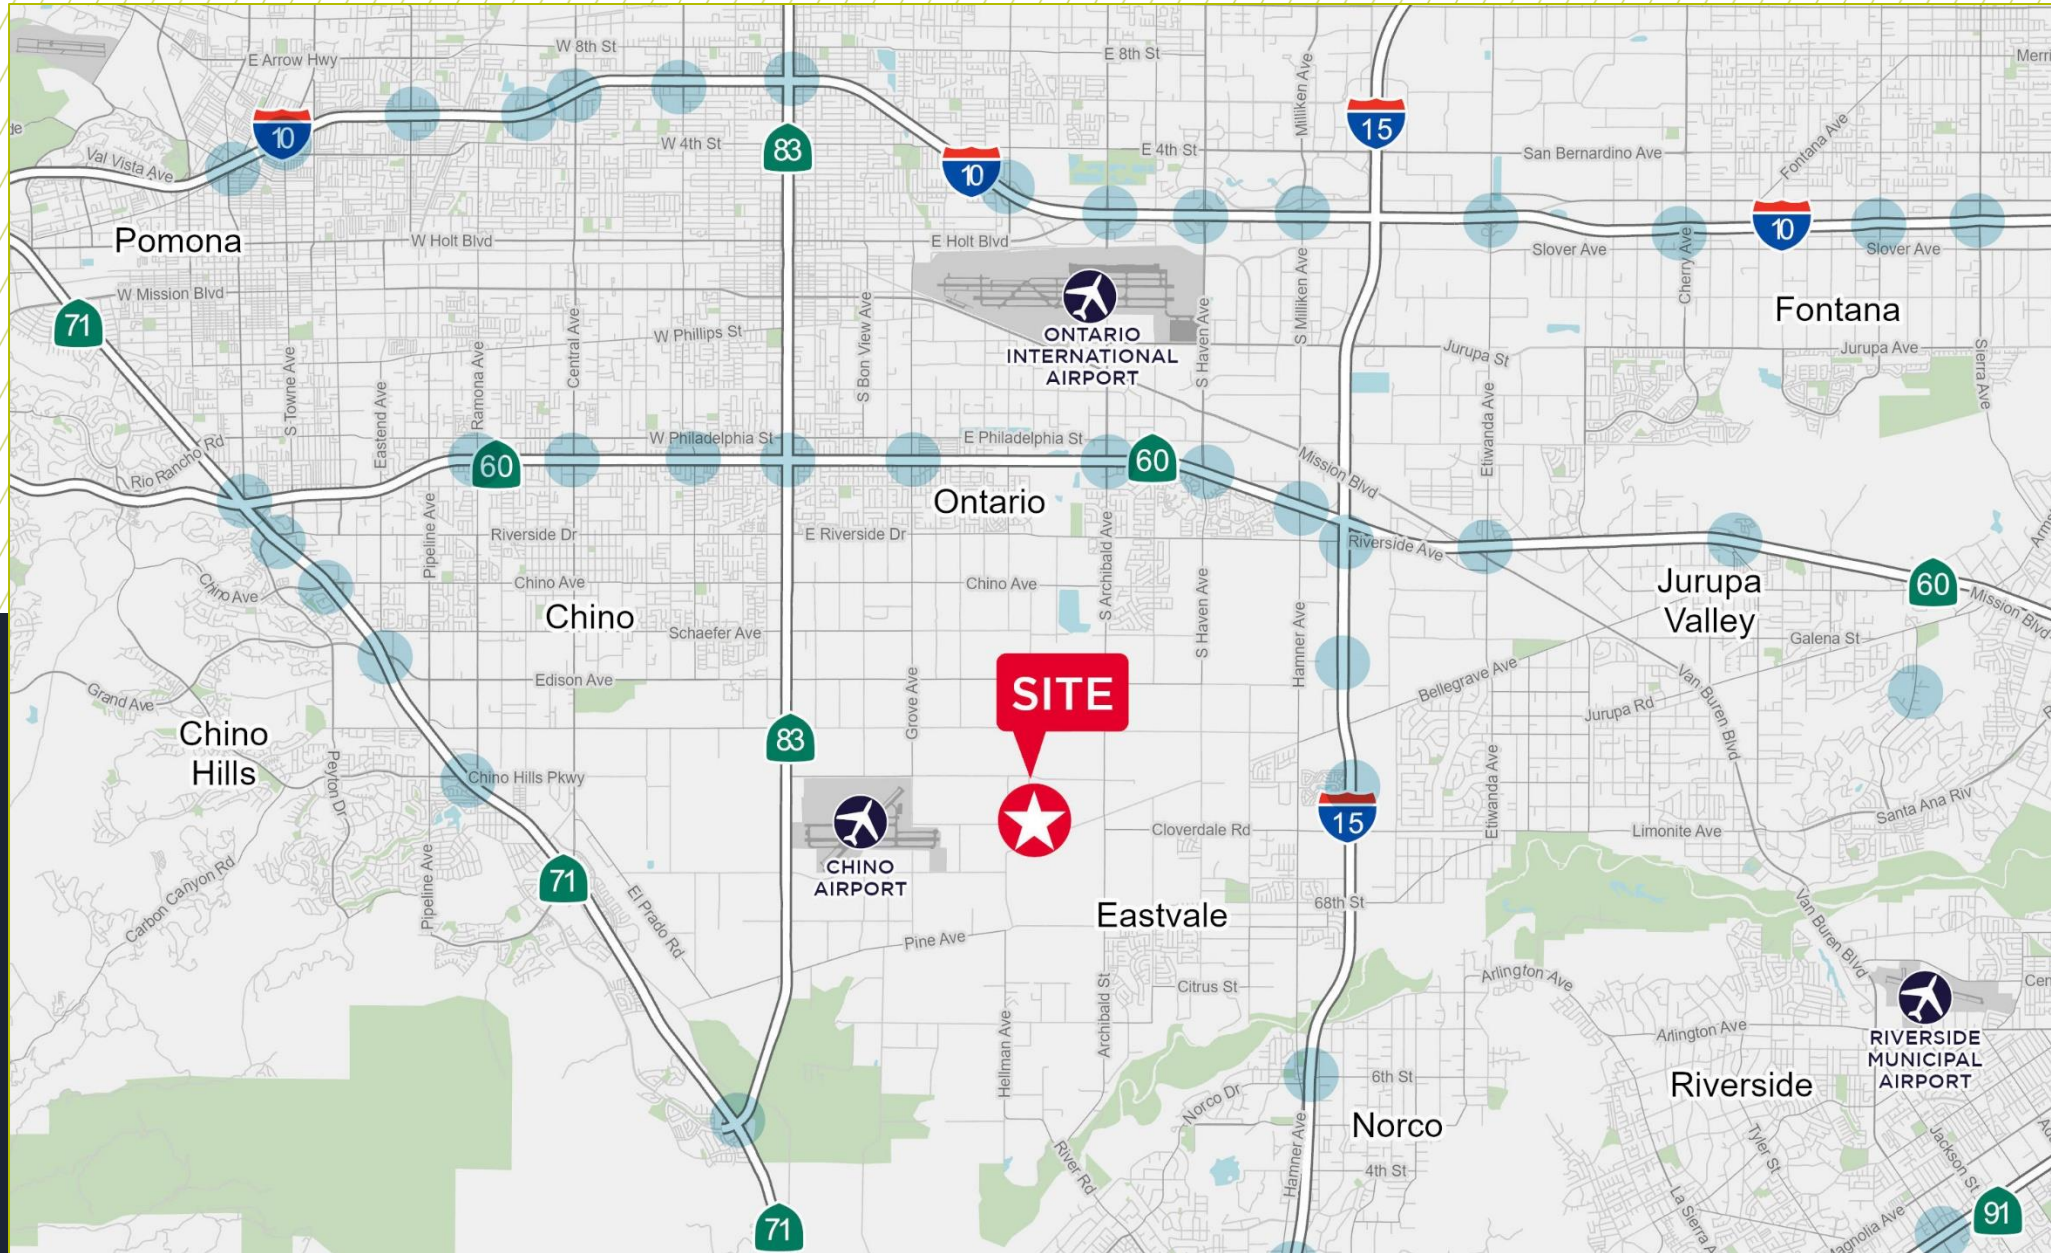 W 8th St
E Arrow Hwy
E 8th St
Milliken Ave
10
15
83
W 4th St
E 4th St
San Bernardino Ave
Fontana Ave
Val Vista Ave
10
10
Pomona
W Holt Blvd
E Holt Blvd
Slover Ave
Slover Ave
Cherry Ave
W Mission Blvd
71
S Bon View Ave
S Milliken Ave
Fontana
ONTARIO
INTERNATIONAL
AIRPORT
W Phillips St
Central Ave
Ramona Ave
S Towne Ave
Eastend Ave
S Haven Ave
Jurupa St
Jurupa Ave
Sierra Ave
Etiwanda Ave
Rio Rancho Rd
W Philadelphia St
E Philadelphia St
60
60
Mission Blvd
Ontario
Pipeline Ave
Riverside Dr
E Riverside Dr
Riverside Ave
S Archibald Ave
Chino Ave
Chino Ave
Chino Ave
S Haven Ave
Hamner Ave
Jurupa
Valley
60
Mission Blvd
Chino
Schaefer Ave
Galena St
Edison Ave
Grand Ave
Grove Ave
SITE
Bellegrave Ave
Jurupa Rd
Van Buren Blvd
Chino
Hills
83
Peyton Dr
Chino Hills Pkwy
Etiwanda Ave
Santa Ana Riv
CHINO
AIRPORT
Cloverdale Rd
15
Limonite Ave
71
Pipeline Ave
Carbon Canyon Rd
El Prado Rd
68th St
Eastvale
Pine Ave
Van Buren Blvd
Citrus St
Arlington Ave
Archibald St
Hellman Ave
Arlington Ave
RIVERSIDE
MUNICIPAL
AIRPORT
6th St
Riverside
Norco Dr
Norco
Hamner Ave
River Rd
4th St
Tyler St
Jackson St
La Sierra A
71
91
agnolia Ave